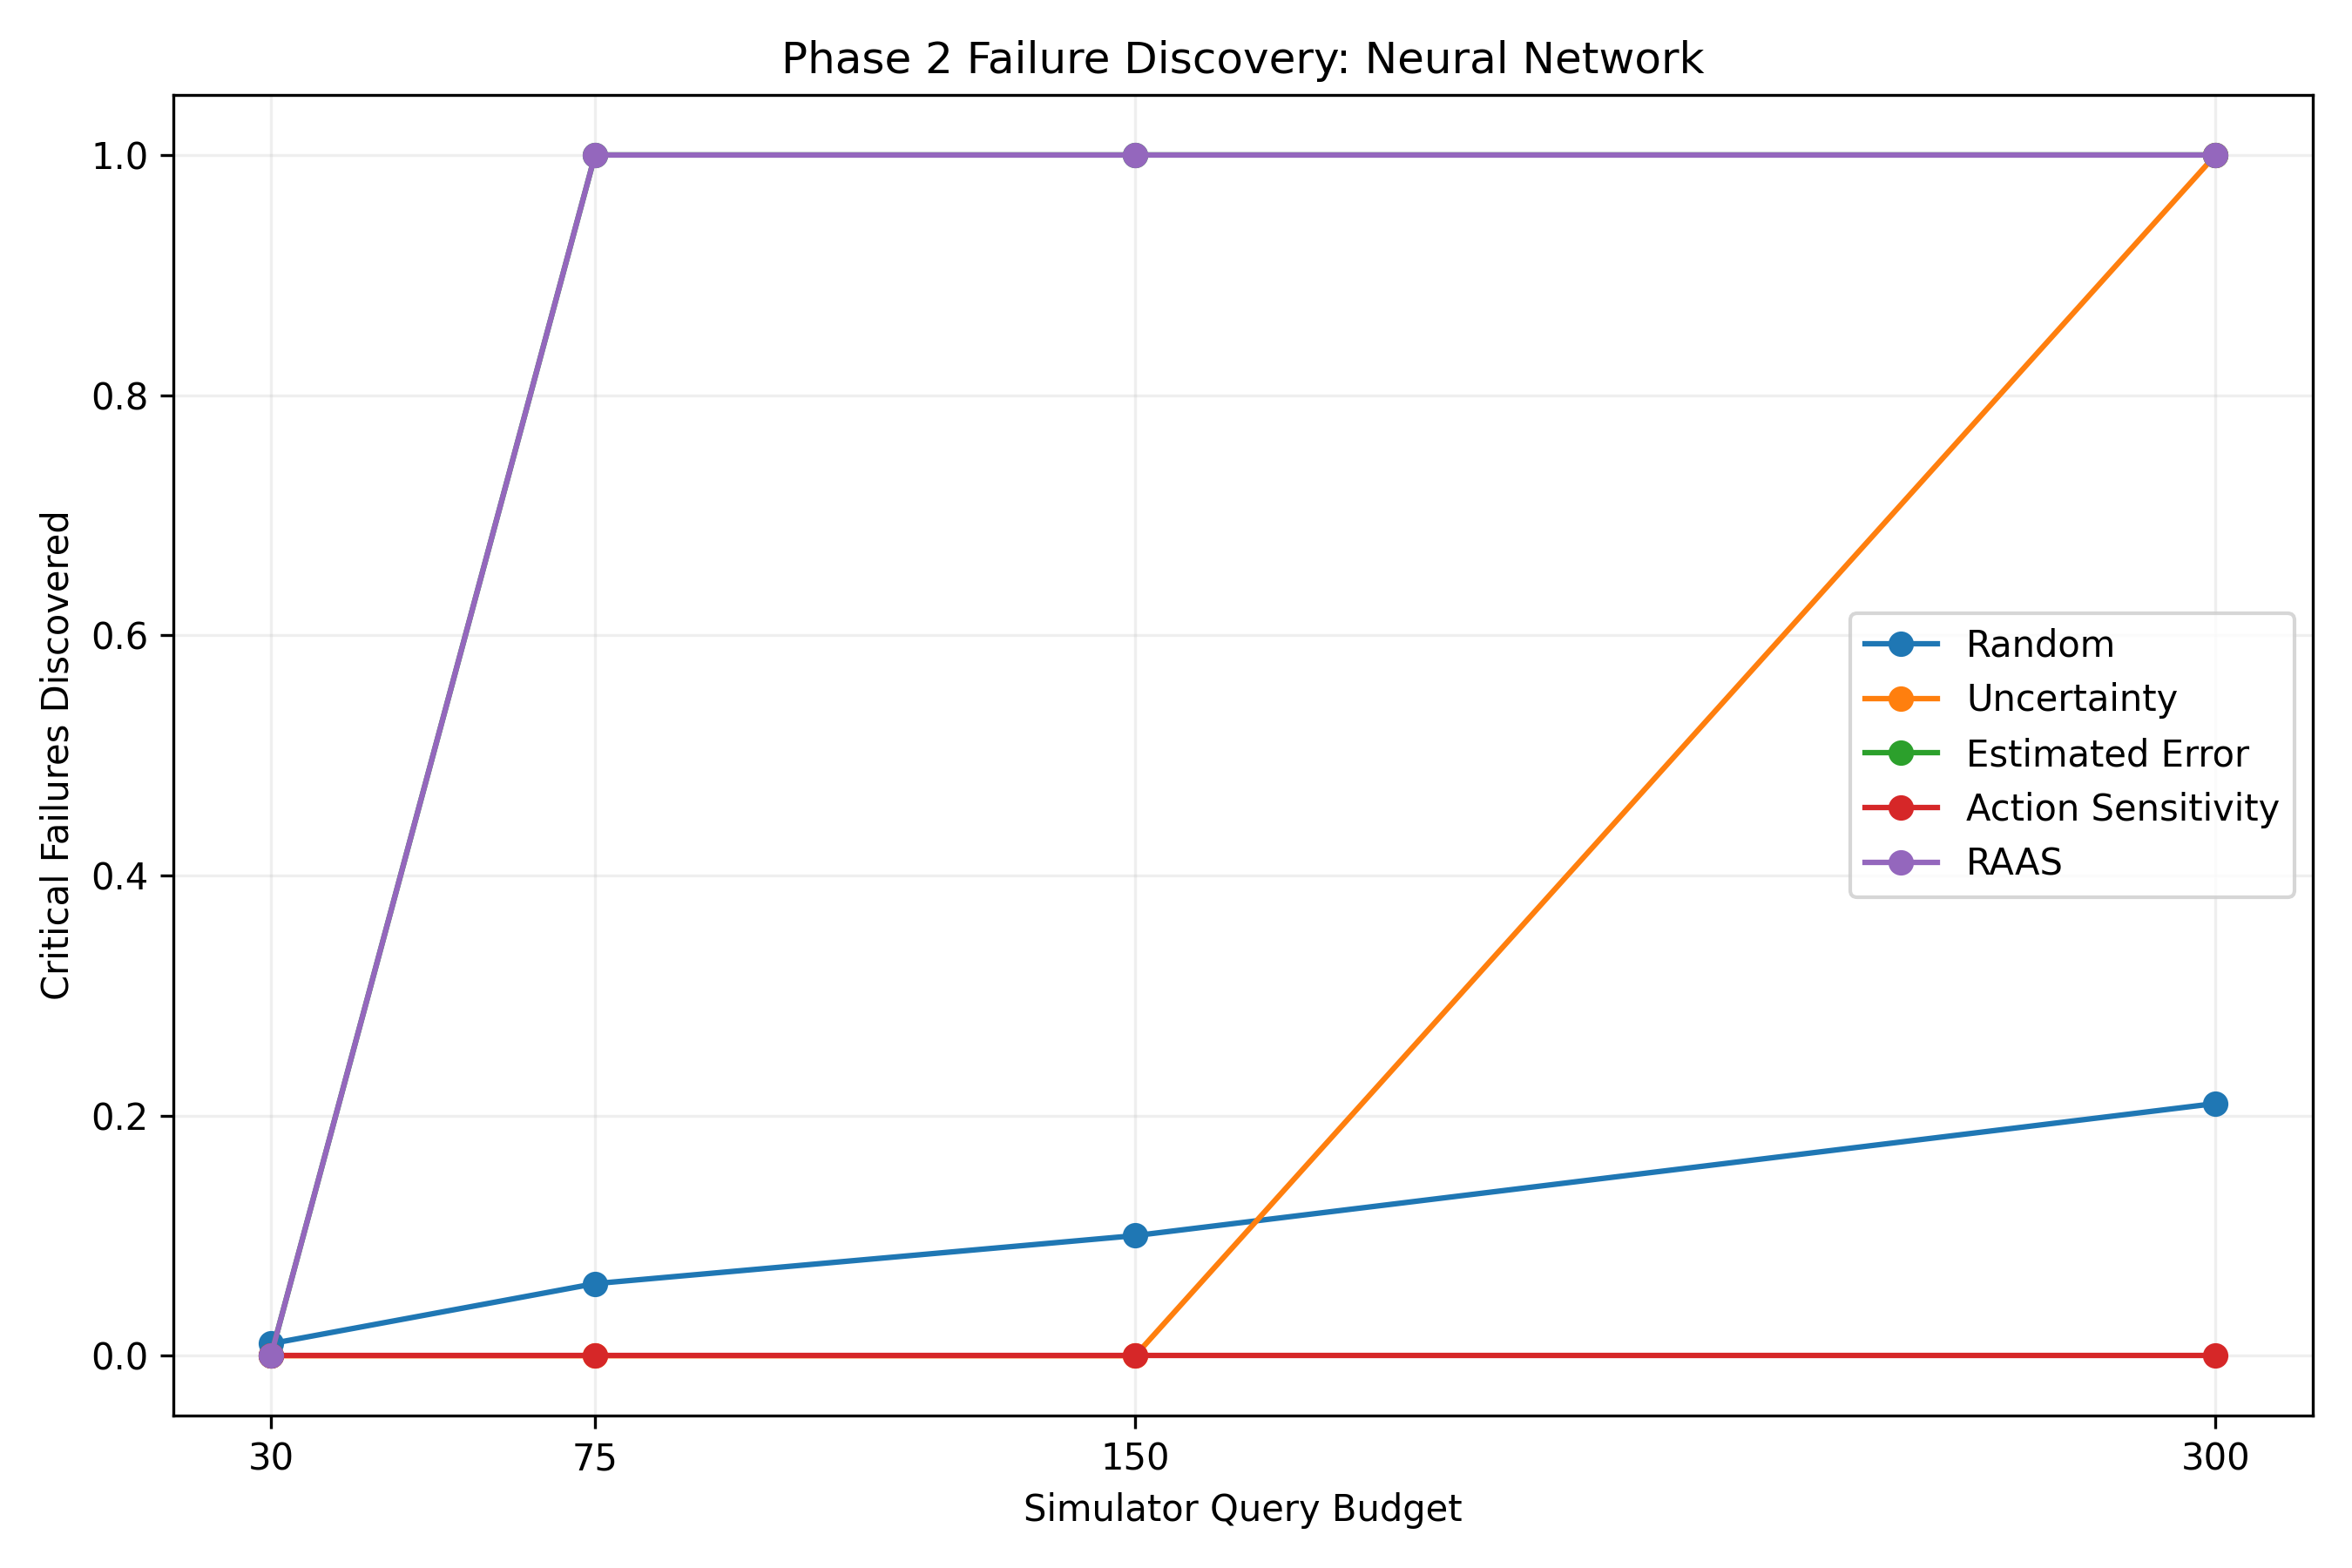 Phase 2 Failure Discovery: Neural Network
Critical Failures Discovered
1.0
0.8
0.6
0.4
0.2
0.0
Random
Uncertainty
Estimated Error
Action Sensitivity
RAAS
30 75 150 300
Simulator Query Budget